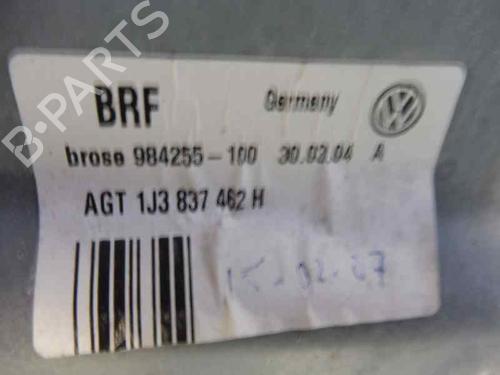 B-PARTS
BRF Germany
brose 984255-100 30.03.04 A
AGT 1J3 837 462 H